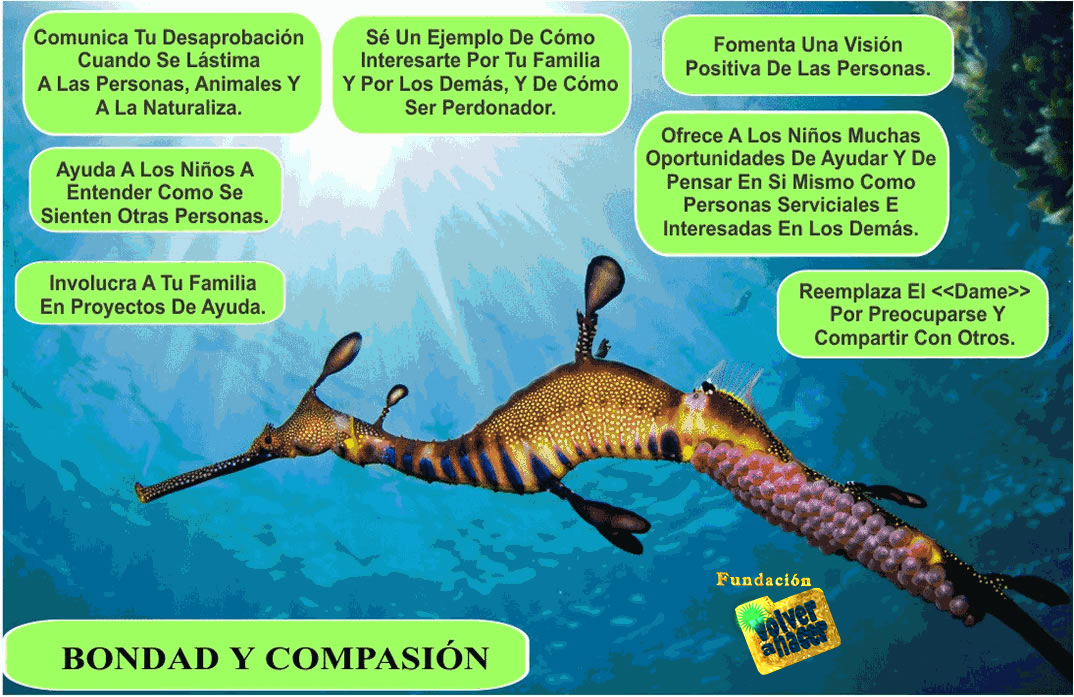 Comunica Tu Desaprobación
Cuando Se Lástima
A Las Personas, Animales Y
A La Naturaliza.
Sé Un Ejemplo De Cómo
Interesarte Por Tu Familia
Y Por Los Demás, Y De Cómo
Ser Perdonador.
Fomenta Una Visión
Positiva De Las Personas.
Ayuda A Los Niños A
Entender Como Se
Sienten Otras Personas.
Ofrece A Los Niños Muchas
Oportunidades De Ayudar Y De
Pensar En Si Mismo Como
Personas Serviciales E
Interesadas En Los Demás.
Involucra A Tu Familia
En Proyectos De Ayuda.
Reemplaza El <<Dame>>
Por Preocuparse Y
Compartir Con Otros.
Fundación
Volver
a Nacer
BONDAD Y COMPASIÓN